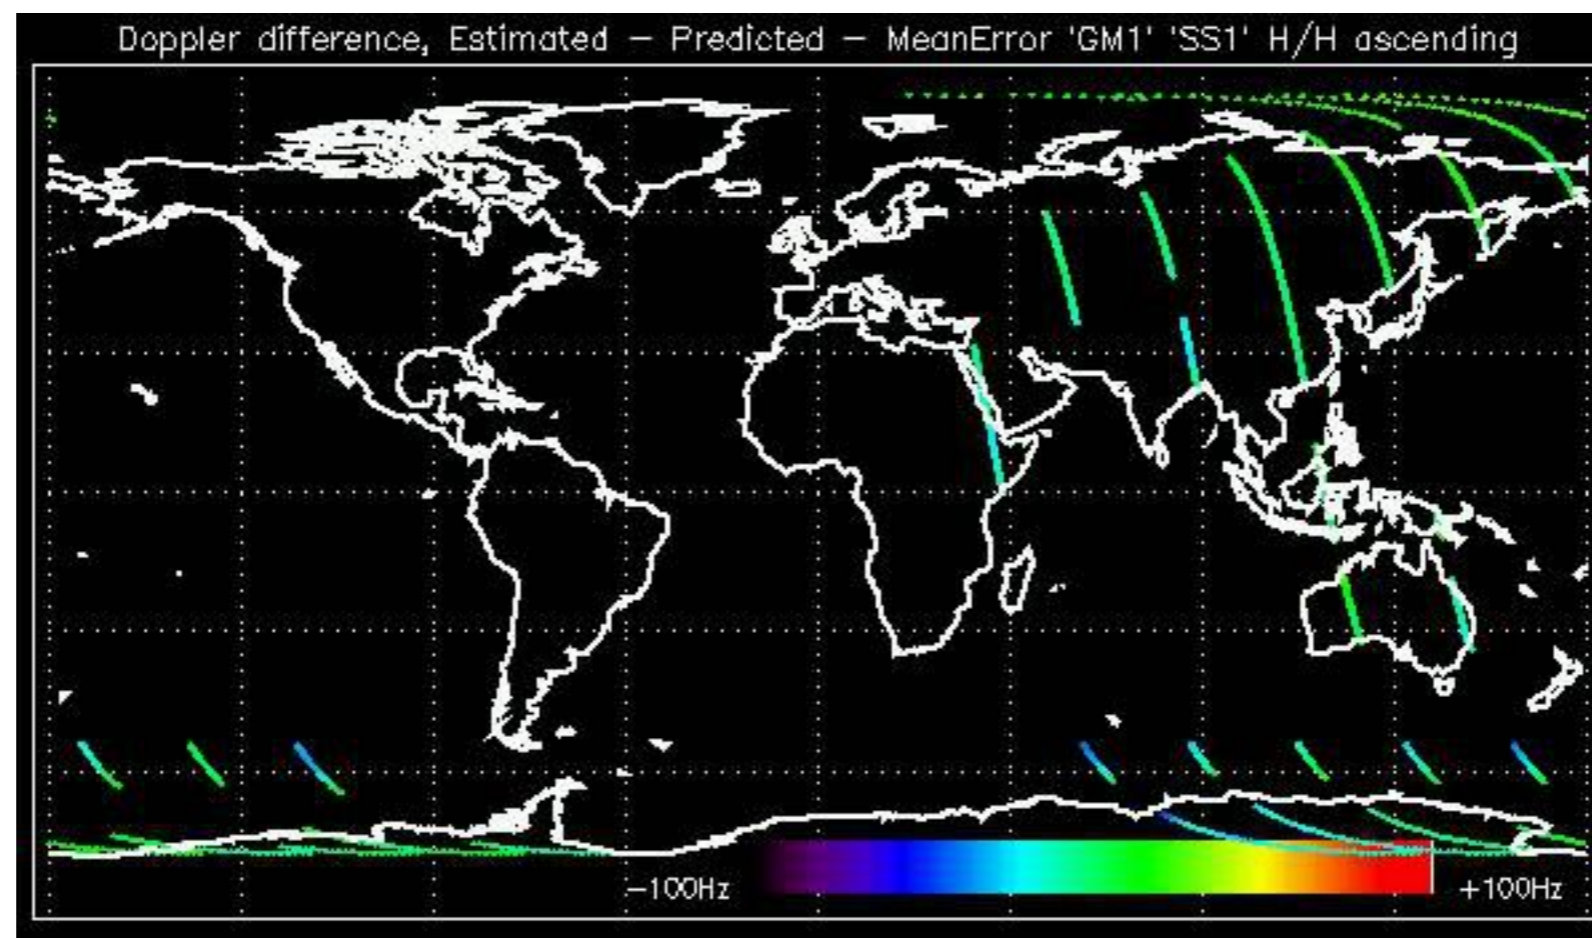 Doppler difference, Estimated – Predicted – MeanError 'GM1' 'SS1' H/H ascending
–100Hz +100Hz